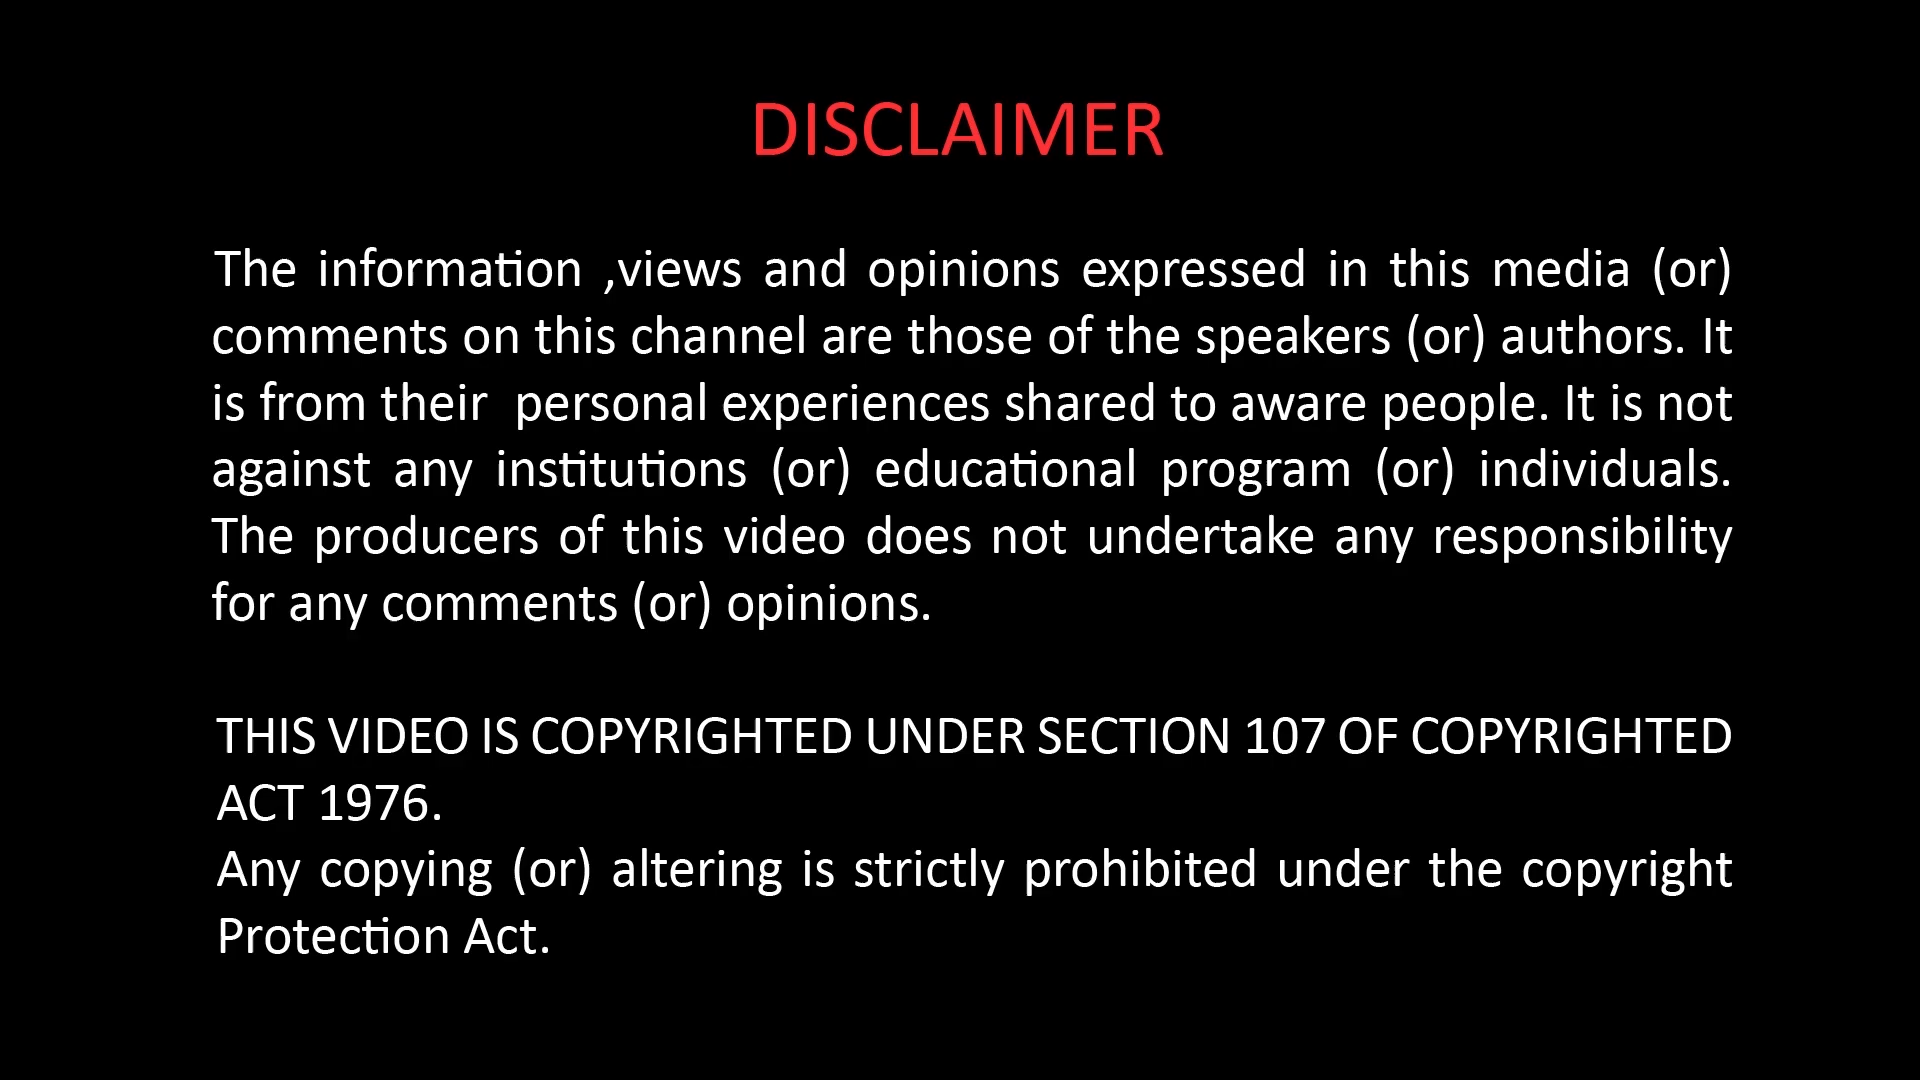 DISCLAIMER
The information ,views and opinions expressed in this media (or)
comments on this channel are those of the speakers (or) authors. It
is from their  personal experiences shared to aware people. It is not
against any institutions (or) educational program (or) individuals.
The producers of this video does not undertake any responsibility
for any comments (or) opinions.
THIS VIDEO IS COPYRIGHTED UNDER SECTION 107 OF COPYRIGHTED
ACT 1976.
Any copying (or) altering is strictly prohibited under the copyright
Protection Act.